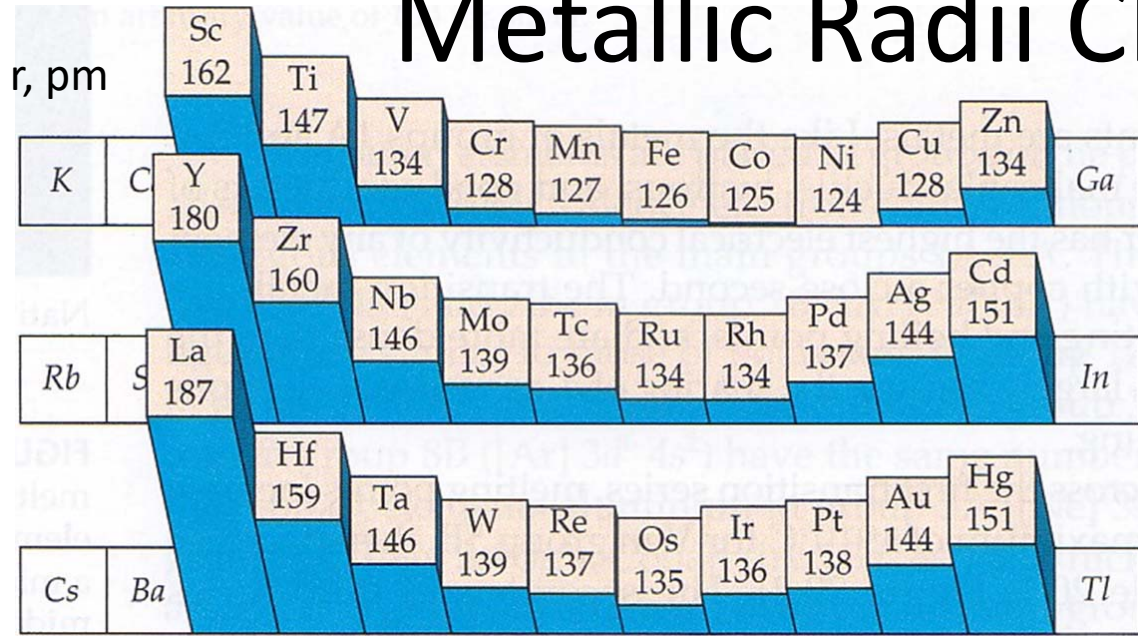 Metallic Radii C
r, pm
Sc
162
Ti
147
V
134
Cr
128
Mn
127
Fe
126
Co
125
Ni
124
Cu
128
Zn
134
K
C
Ga
Y
180
Zr
160
Nb
146
Mo
139
Tc
136
Ru
134
Rh
134
Pd
137
Ag
144
Cd
151
Rb
S
In
La
187
Hf
159
Ta
146
W
139
Re
137
Os
135
Ir
136
Pt
138
Au
144
Hg
151
Cs
Ba
Tl